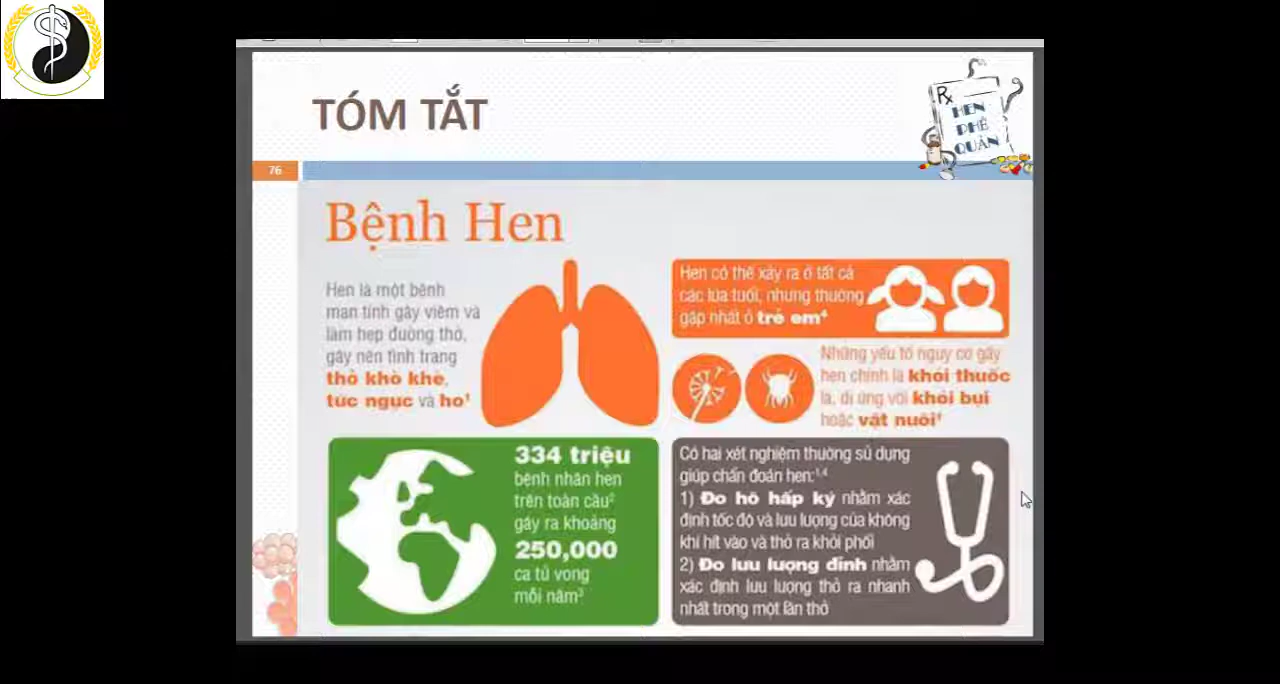 TÓM TẮT
Rx
HEN
PHẾ
QUẢN
76
Bệnh Hen
Hen là một bệnh
mạn tính gây viêm và
làm hẹp đường thở,
gây nên tình trạng
thở khò khè,
tức ngực và ho¹
Hen có thể xảy ra ở tất cả
các lứa tuổi, nhưng thường
gặp nhất ở trẻ em⁴
Những yếu tố nguy cơ gây
hen chính là khói thuốc
lá, dị ứng với khói bụi
hoặc vật nuôi¹
334 triệu
bệnh nhân hen
trên toàn cầu²
gây ra khoảng
250,000
ca tử vong
mỗi năm³
Có hai xét nghiệm thường sử dụng
giúp chẩn đoán hen:¹,⁴
1) Đo hô hấp ký nhằm xác
định tốc độ và lưu lượng của không
khí hít vào và thở ra khỏi phổi
2) Đo lưu lượng đỉnh nhằm
xác định lưu lượng thở ra nhanh
nhất trong một lần thở